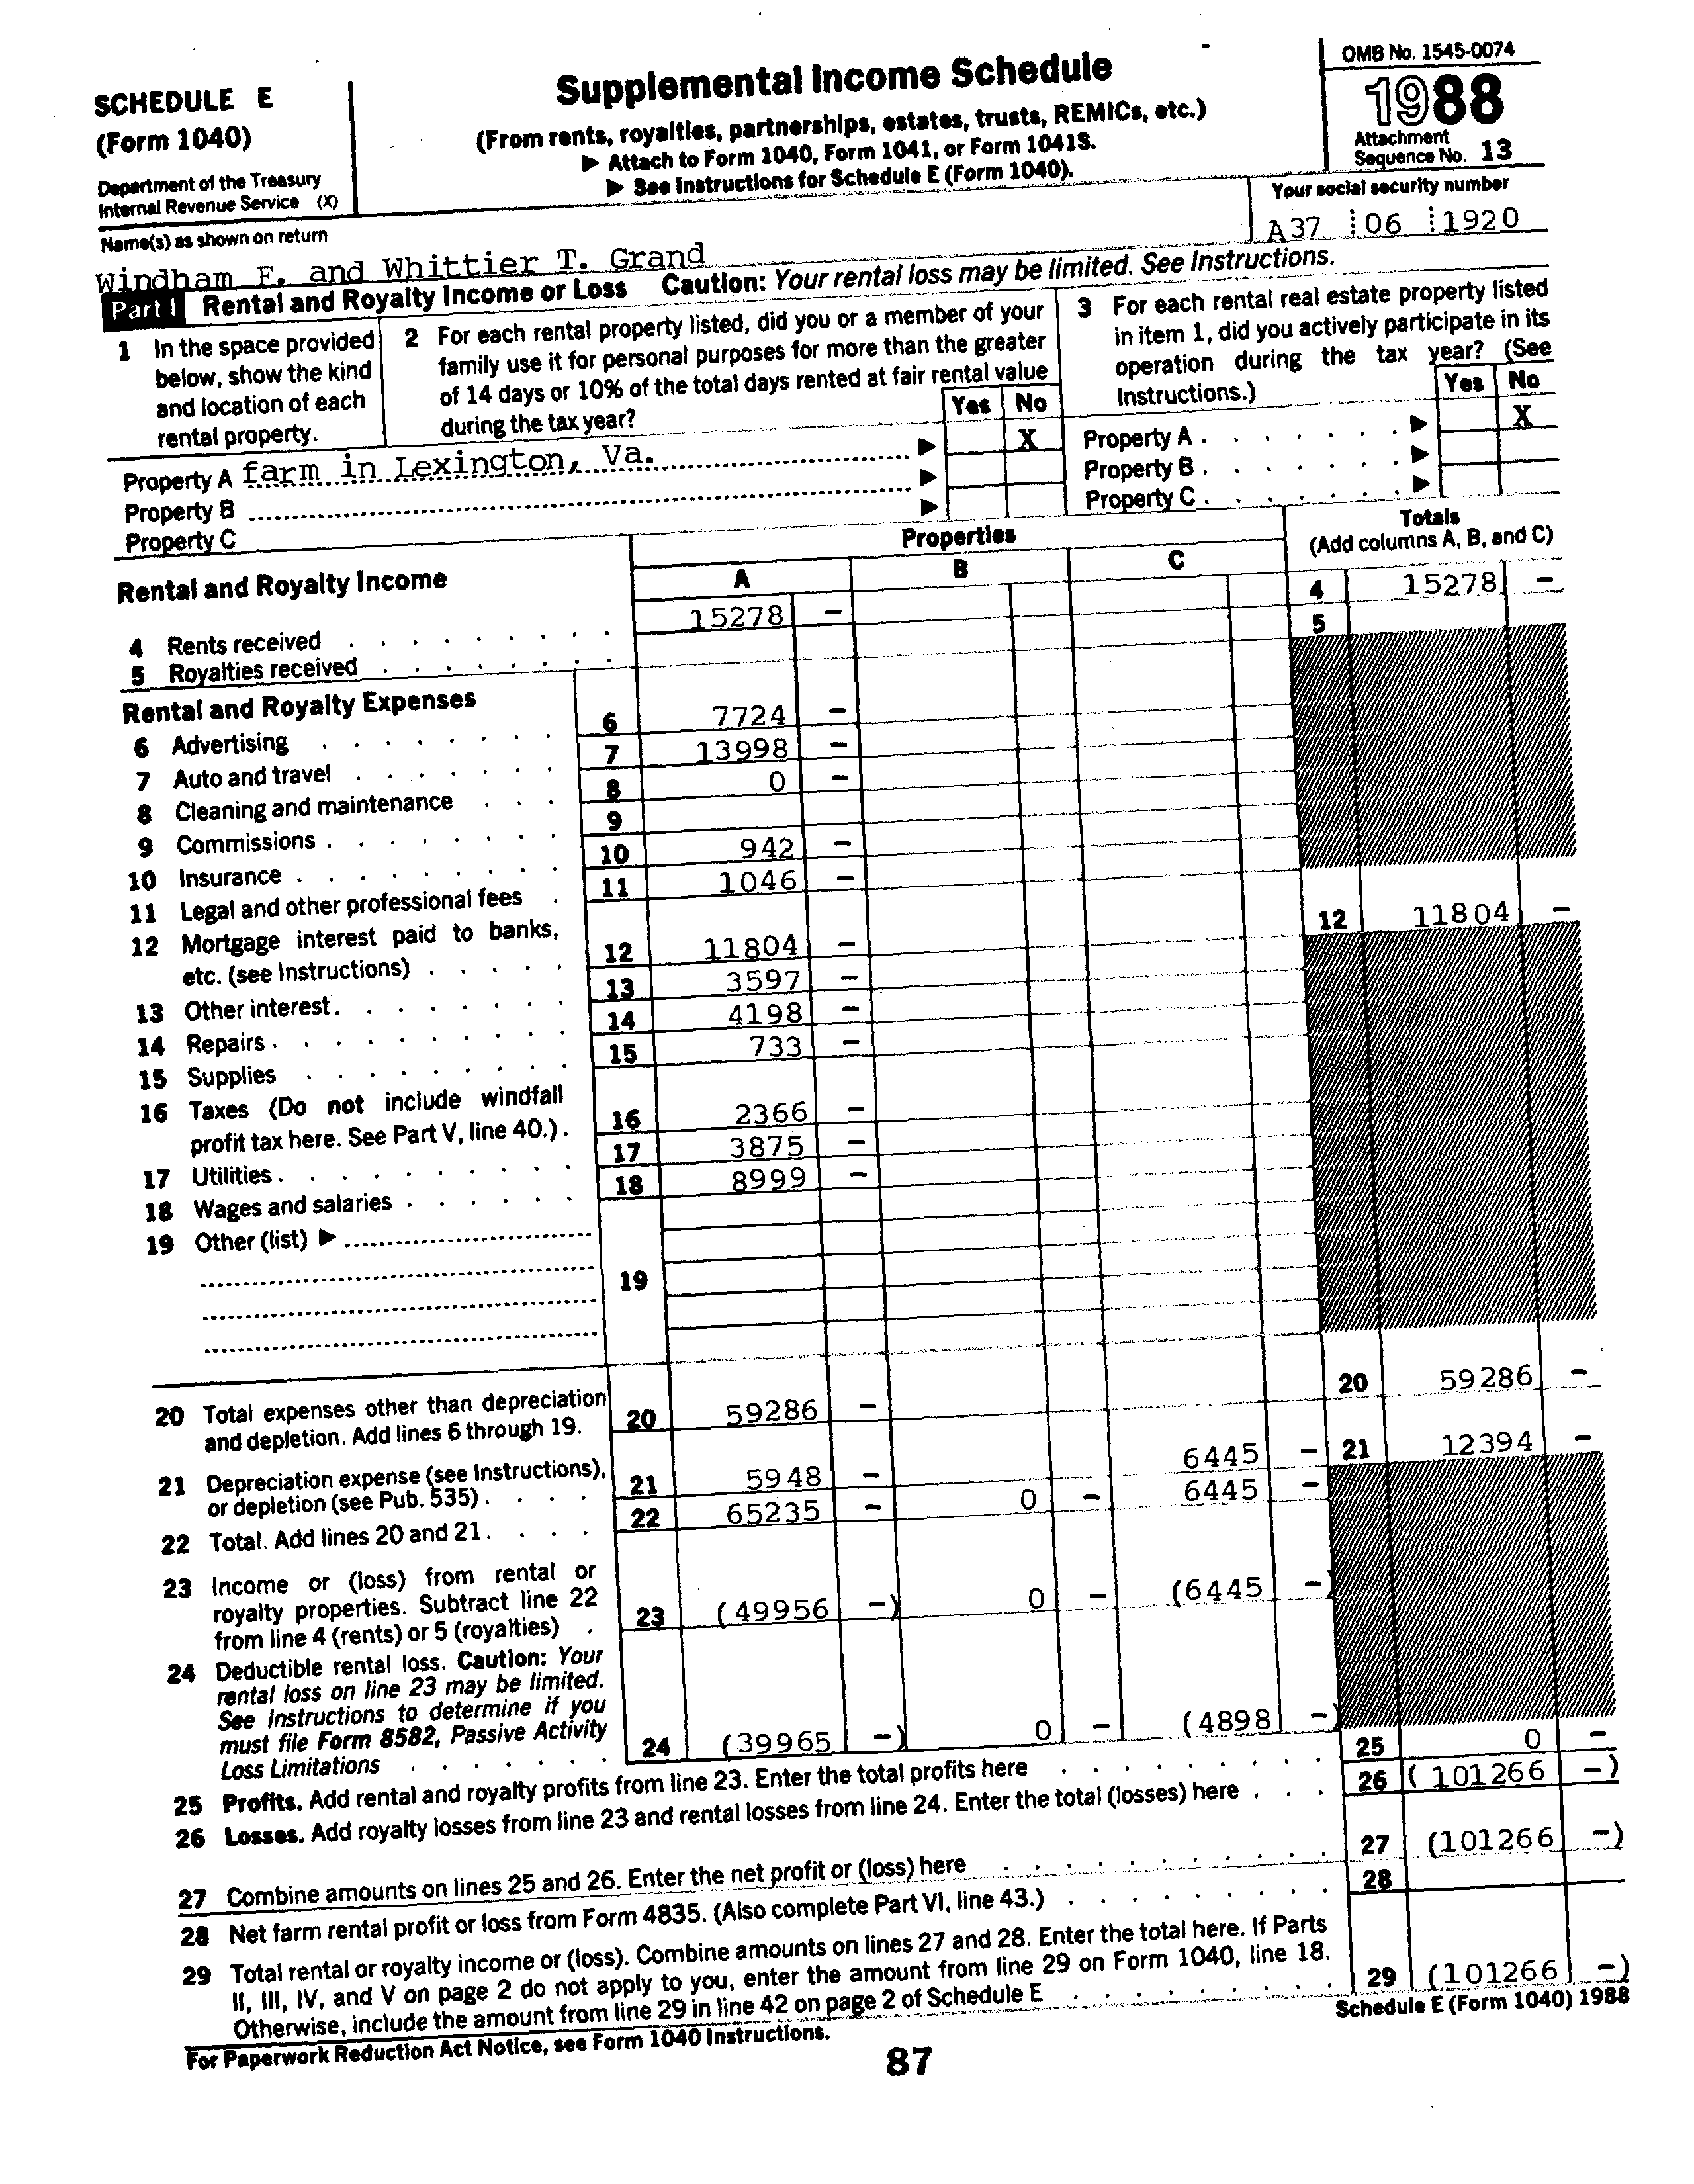 SCHEDULE E
(Form 1040)
Department of the Treasury
Internal Revenue Service (X)
Supplemental Income Schedule
(From rents, royalties, partnerships, estates, trusts, REMICs, etc.)
▶ Attach to Form 1040, Form 1041, or Form 1041S.
▶ See Instructions for Schedule E (Form 1040).
OMB No. 1545-0074
1988
Attachment
Sequence No. 13
Name(s) as shown on return
Windham F. and Whittier T. Grand
Your social security number
A37 06 1920
Part I Rental and Royalty Income or Loss Caution: Your rental loss may be limited. See Instructions.
1 In the space provided
below, show the kind
and location of each
rental property.
2 For each rental property listed, did you or a member of your
family use it for personal purposes for more than the greater
of 14 days or 10% of the total days rented at fair rental value
during the tax year?
Yes No
X
3 For each rental real estate property listed
in item 1, did you actively participate in its
operation during the tax year? (See
Instructions.)
Yes No
Property A . . . . . . . ▶ X
Property B . . . . . . . ▶
Property C . . . . . . . ▶
Property A farm in Lexington, Va. ▶
Property B ▶
Property C ▶
Rental and Royalty Income
Properties
A B C
Totals
(Add columns A, B, and C)
4 Rents received . . . . . . . . 15278 – 4 15278 –
5 Royalties received . . . . . . . 5
Rental and Royalty Expenses
6 Advertising . . . . . . . . 6 7724 –
7 Auto and travel . . . . . . . 7 13998 –
8 Cleaning and maintenance . . . 8 0 –
9 Commissions . . . . . . . . 9
10 Insurance . . . . . . . . . 10 942 –
11 Legal and other professional fees . 11 1046 –
12 Mortgage interest paid to banks,
etc. (see Instructions) . . . . . 12 11804 – 12 11804 –
13 Other interest . . . . . . . . 13 3597 –
14 Repairs . . . . . . . . . . 14 4198 –
15 Supplies . . . . . . . . . 15 733 –
16 Taxes (Do not include windfall
profit tax here. See Part V, line 40.) . 16 2366 –
17 Utilities . . . . . . . . . . 17 3875 –
18 Wages and salaries . . . . . . 18 8999 –
19 Other (list) ▶
19
20 Total expenses other than depreciation
and depletion. Add lines 6 through 19. 20 59286 – 20 59286 –
21 Depreciation expense (see Instructions),
or depletion (see Pub. 535) . . . . 21 5948 – 6445 – 21 12394 –
22 Total. Add lines 20 and 21 . . . . 22 65235 – 0 – 6445 –
23 Income or (loss) from rental or
royalty properties. Subtract line 22
from line 4 (rents) or 5 (royalties) . 23 (49956 –) 0 – (6445 –)
24 Deductible rental loss. Caution: Your
rental loss on line 23 may be limited.
See Instructions to determine if you
must file Form 8582, Passive Activity
Loss Limitations . . . . . . . 24 (39965 –) 0 – (4898 –)
25 Profits. Add rental and royalty profits from line 23. Enter the total profits here . . . . . . . . 25 0 –
26 Losses. Add royalty losses from line 23 and rental losses from line 24. Enter the total (losses) here . . . 26 (101266 –)
27 Combine amounts on lines 25 and 26. Enter the net profit or (loss) here . . . . . . . . . . . 27 (101266 –)
28 Net farm rental profit or loss from Form 4835. (Also complete Part VI, line 43.) . . . . . . . . . 28
29 Total rental or royalty income or (loss). Combine amounts on lines 27 and 28. Enter the total here. If Parts
II, III, IV, and V on page 2 do not apply to you, enter the amount from line 29 on Form 1040, line 18.
Otherwise, include the amount from line 29 in line 42 on page 2 of Schedule E . . . . . . . . . 29 (101266 –)
For Paperwork Reduction Act Notice, see Form 1040 Instructions.
Schedule E (Form 1040) 1988
87